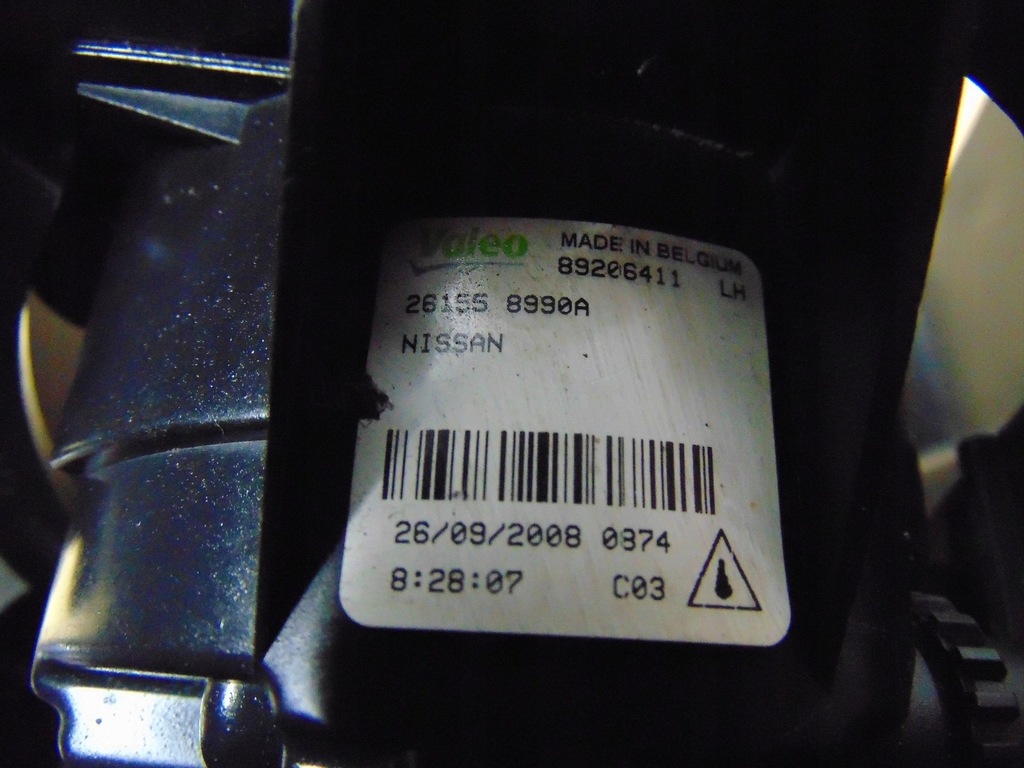 Valeo MADE IN BELGIUM
89206411 LH
26155 8990A
NISSAN
26/09/2008 0874
8:28:07 C03